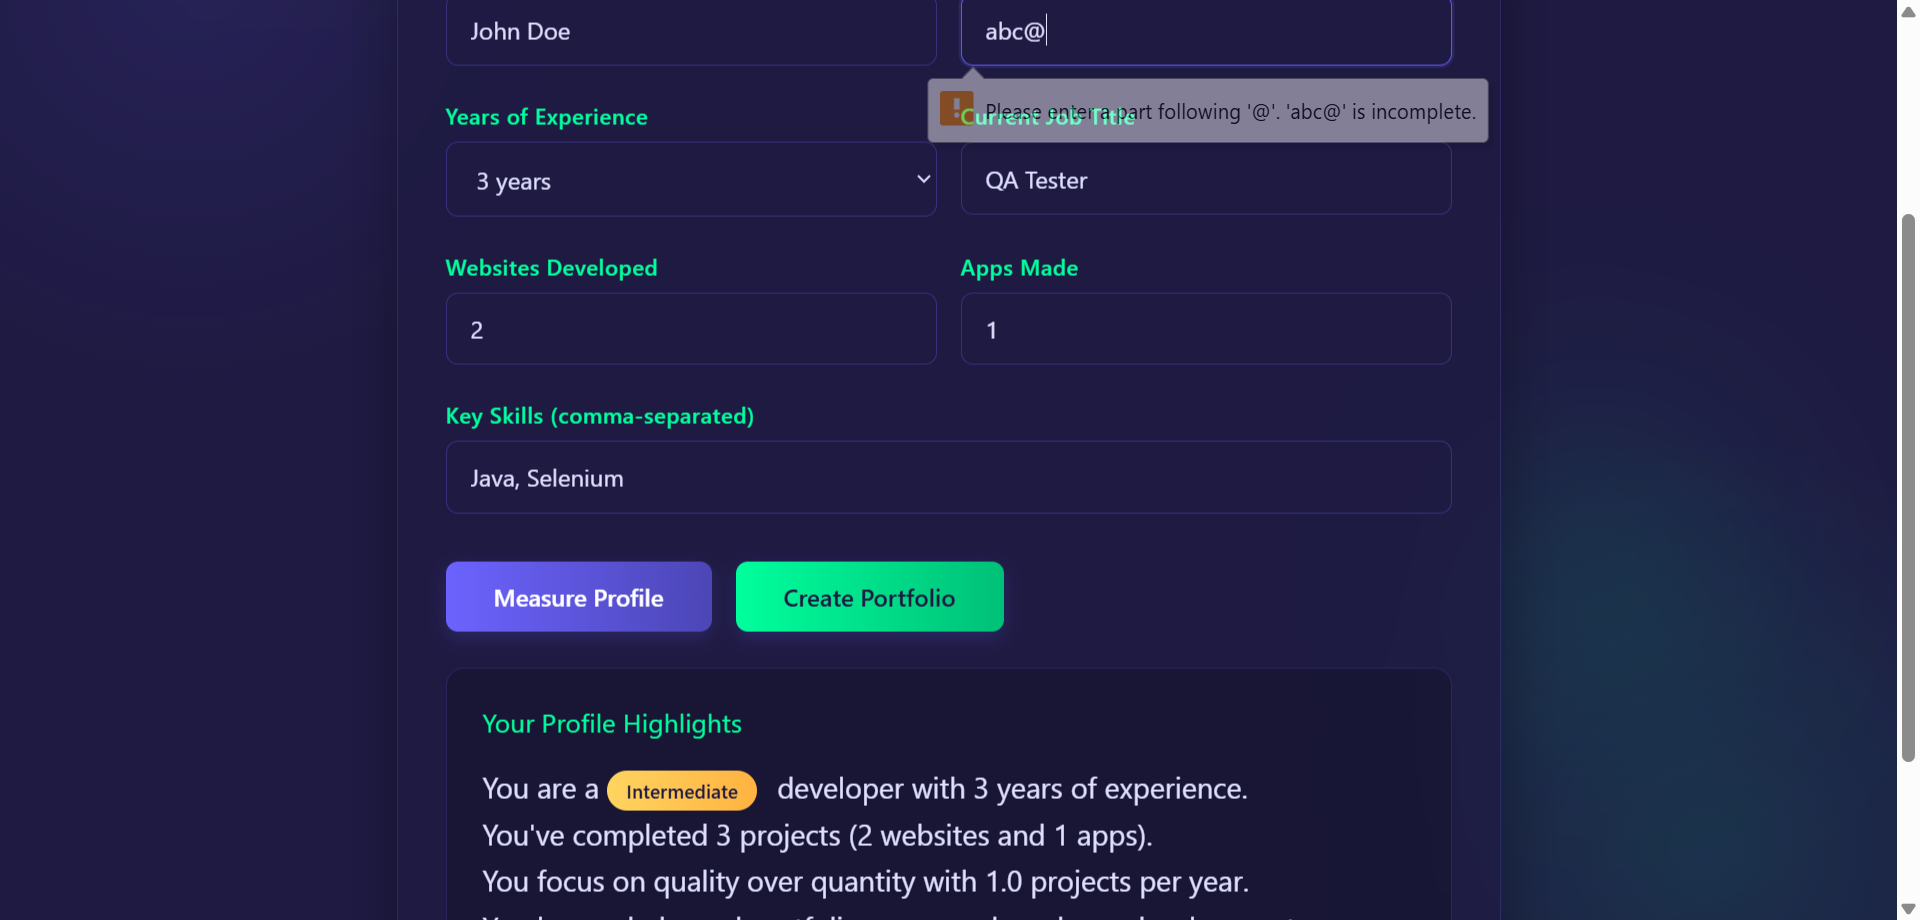 John Doe
abc@
Please enter a part following '@'. 'abc@' is incomplete.
Years of Experience
Current Job Title
3 years
QA Tester
Websites Developed
Apps Made
2
1
Key Skills (comma-separated)
Java, Selenium
Measure Profile
Create Portfolio
Your Profile Highlights
You are a Intermediate developer with 3 years of experience.
You've completed 3 projects (2 websites and 1 apps).
You focus on quality over quantity with 1.0 projects per year.